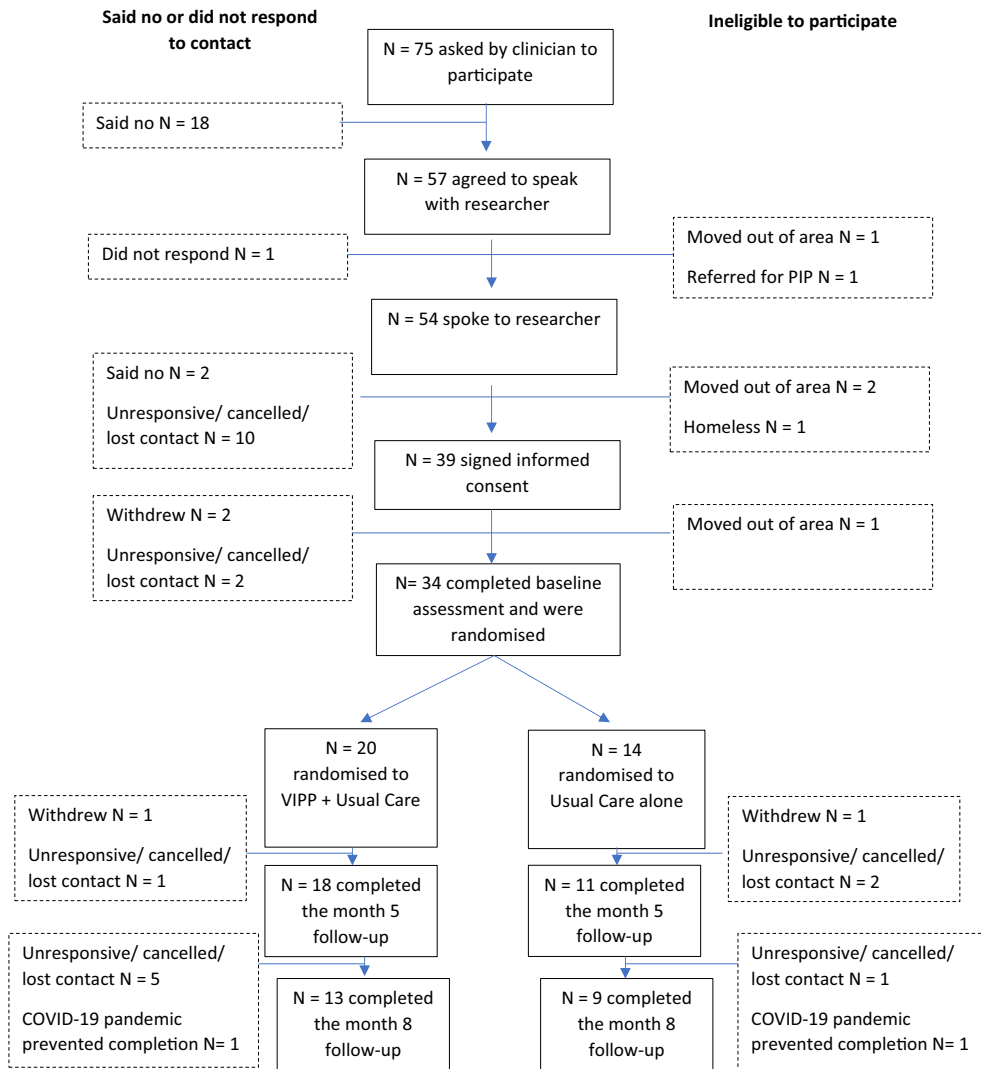 Said no or did not respond
to contact
Ineligible to participate
N = 75 asked by clinician to
participate
Said no N = 18
N = 57 agreed to speak
with researcher
Did not respond N = 1
Moved out of area N = 1
Referred for PIP N = 1
N = 54 spoke to researcher
Said no N = 2
Unresponsive/ cancelled/
lost contact N = 10
Moved out of area N = 2
Homeless N = 1
N = 39 signed informed
consent
Withdrew N = 2
Unresponsive/ cancelled/
lost contact N = 2
Moved out of area N = 1
N= 34 completed baseline
assessment and were
randomised
N = 20
randomised to
VIPP + Usual Care
N = 14
randomised to
Usual Care alone
Withdrew N = 1
Unresponsive/ cancelled/
lost contact N = 1
Withdrew N = 1
Unresponsive/ cancelled/
lost contact N = 2
N = 18 completed
the month 5
follow-up
N = 11 completed
the month 5
follow-up
Unresponsive/ cancelled/
lost contact N = 5
COVID-19 pandemic
prevented completion N= 1
Unresponsive/ cancelled/
lost contact N = 1
COVID-19 pandemic
prevented completion N= 1
N = 13 completed
the month 8
follow-up
N = 9 completed
the month 8
follow-up